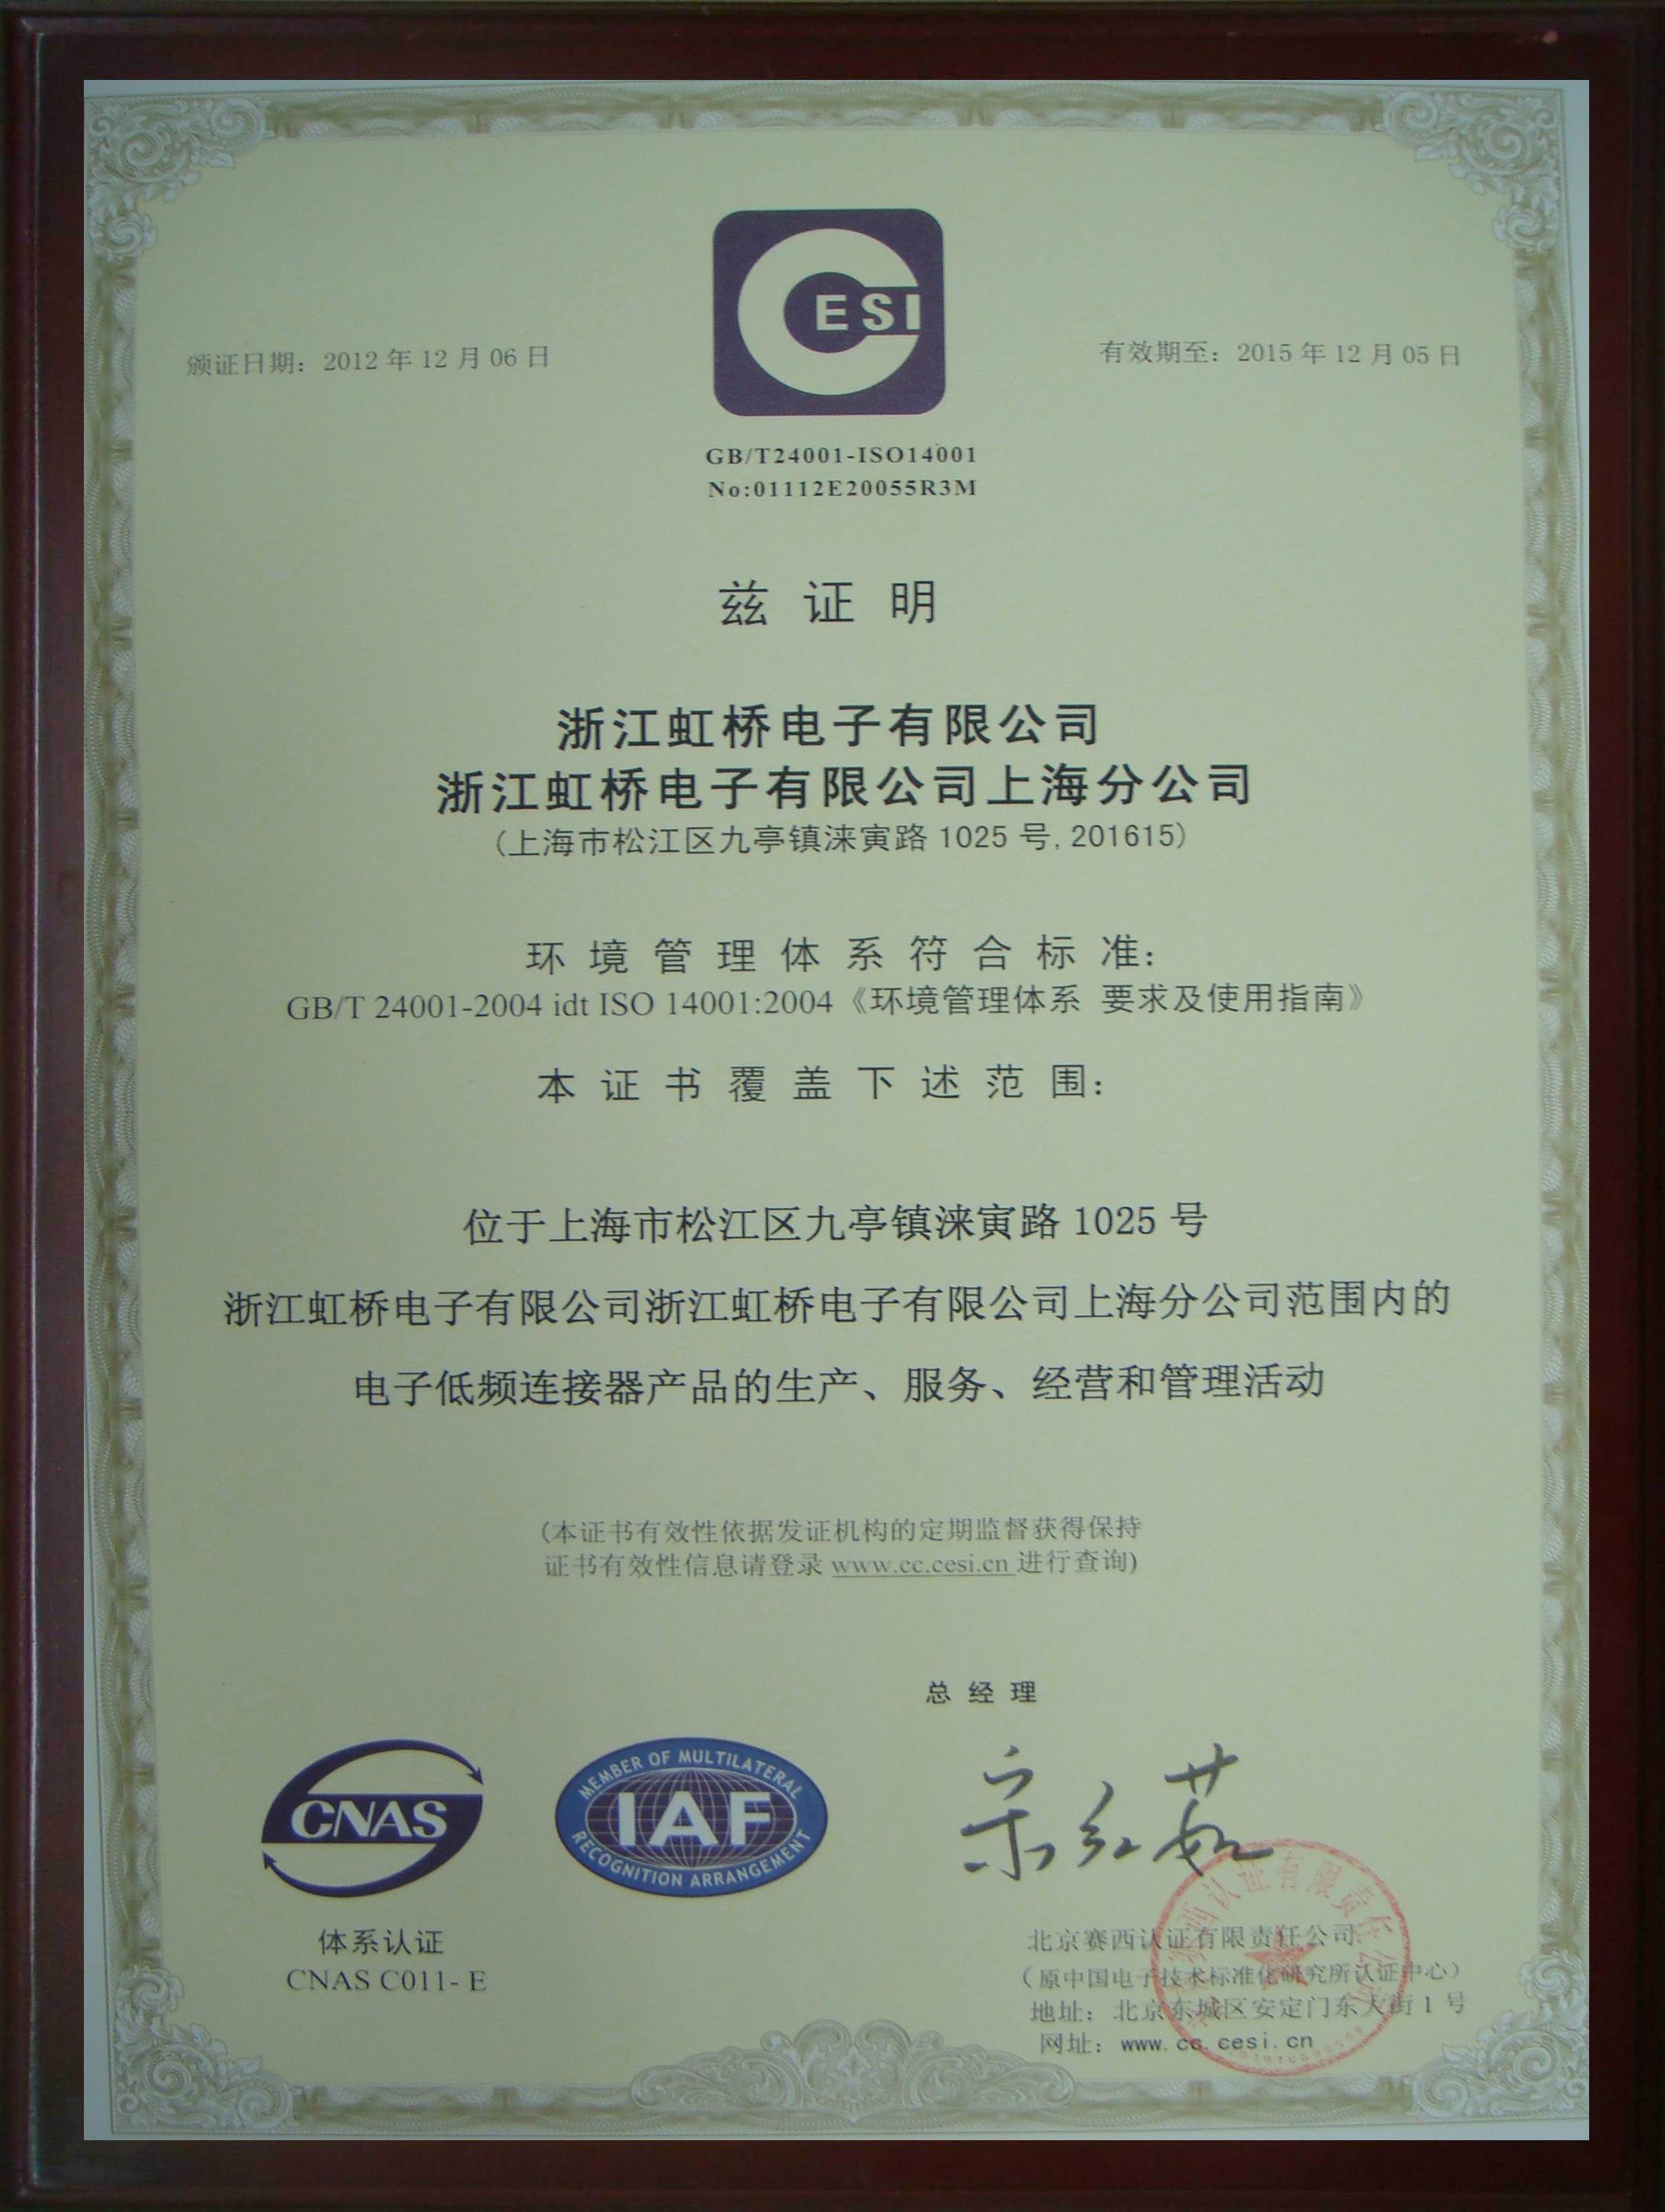 CESI
颁证日期：2012 年 12 月 06 日
有效期至：2015 年 12 月 05 日
GB/T24001-ISO14001
No:01112E20055R3M
兹 证 明
浙江虹桥电子有限公司
浙江虹桥电子有限公司上海分公司
(上海市松江区九亭镇涞寅路 1025 号, 201615)
环 境 管 理 体 系 符 合 标 准：
GB/T 24001-2004 idt ISO 14001:2004《环境管理体系 要求及使用指南》
本 证 书 覆 盖 下 述 范 围：
位于上海市松江区九亭镇涞寅路 1025 号
浙江虹桥电子有限公司浙江虹桥电子有限公司上海分公司范围内的
电子低频连接器产品的生产、服务、经营和管理活动
(本证书有效性依据发证机构的定期监督获得保持
证书有效性信息请登录 www.cc.cesi.cn 进行查询)
总 经 理
CNAS
MEMBER OF MULTILATERAL
IAF
RECOGNITION ARRANGEMENT
体系认证
CNAS C011- E
北京赛西认证有限责任公司
（原中国电子技术标准化研究所认证中心）
地址：北京东城区安定门东大街 1 号
网址：www.cc.cesi.cn